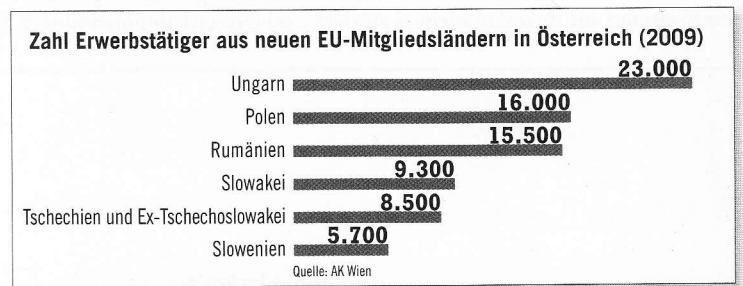 Zahl Erwerbstätiger aus neuen EU-Mitgliedsländern in Österreich (2009)
Ungarn 23.000
Polen 16.000
Rumänien 15.500
Slowakei 9.300
Tschechien und Ex-Tschechoslowakei 8.500
Slowenien 5.700
Quelle: AK Wien